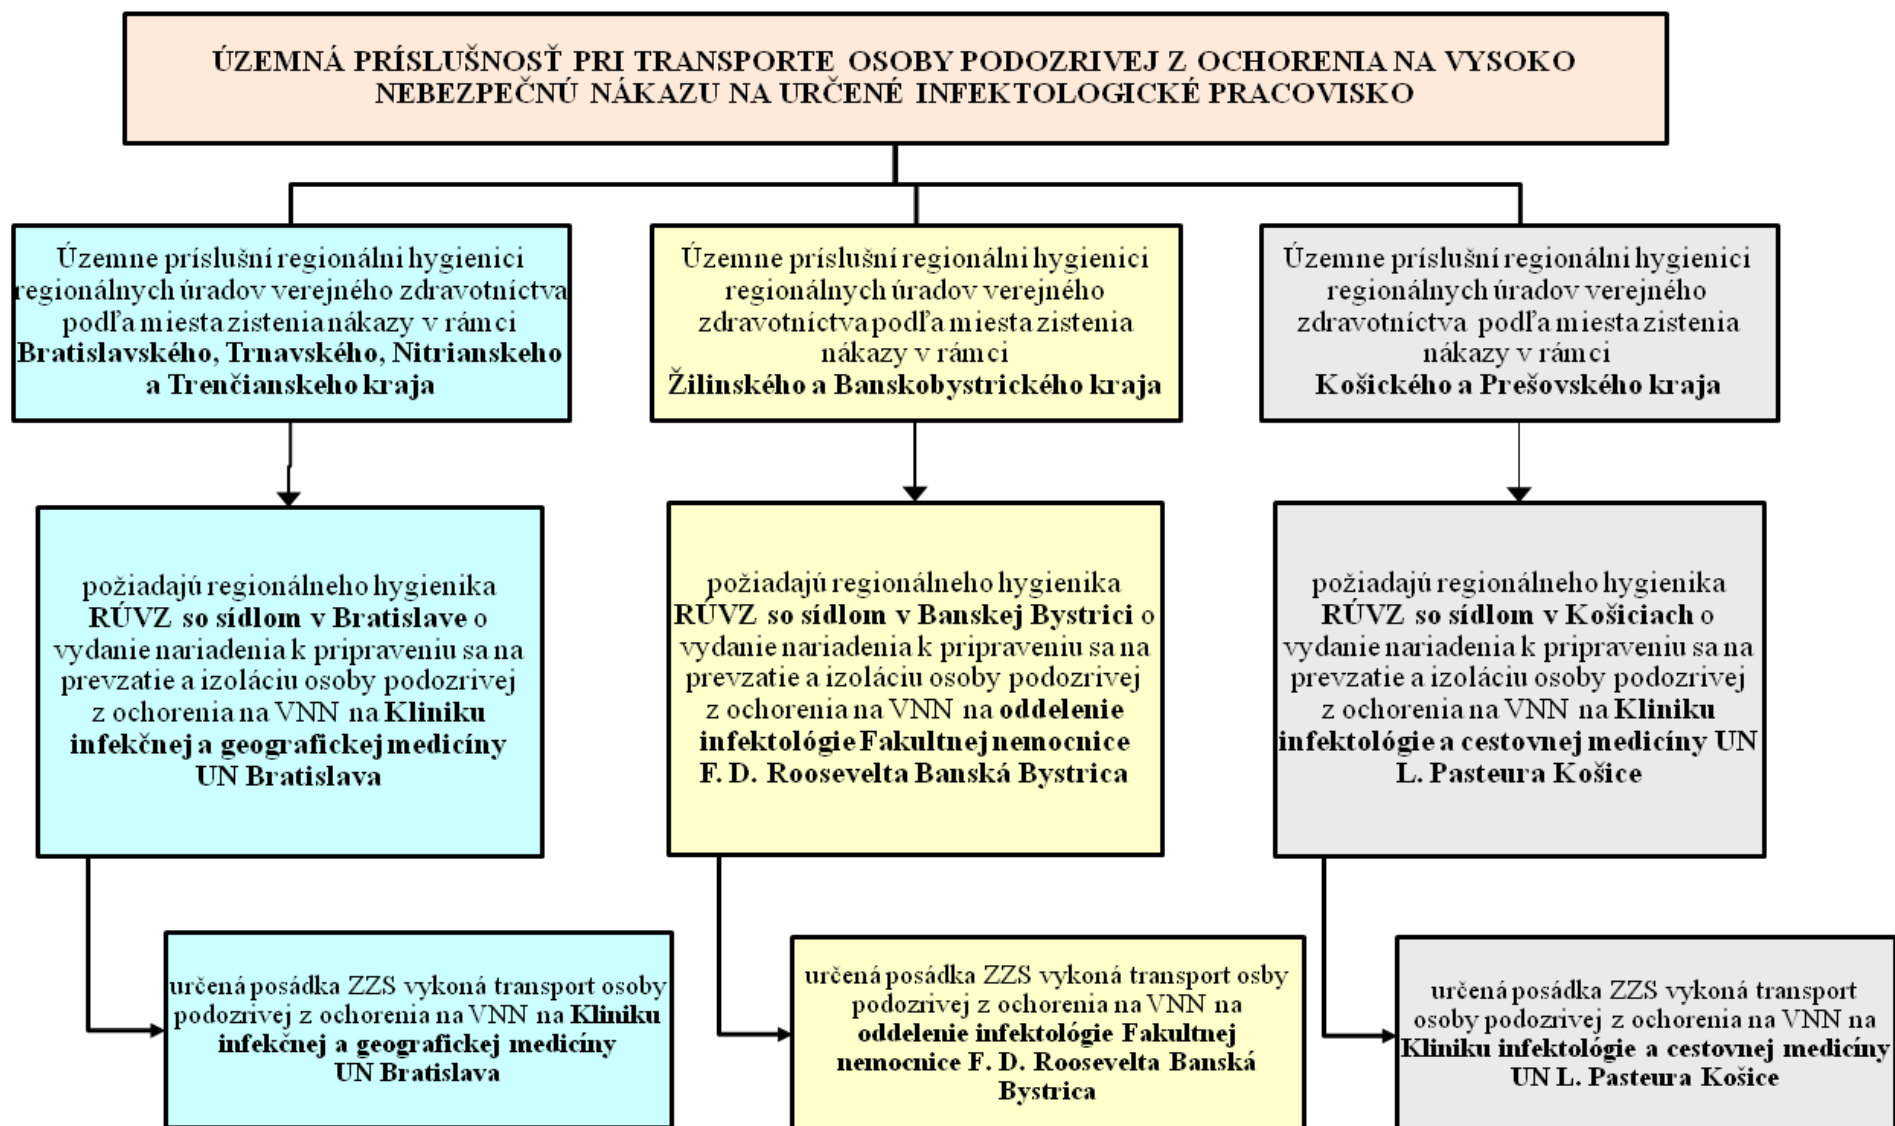 ÚZEMNÁ PRÍSLUŠNOSŤ PRI TRANSPORTE OSOBY PODOZRIVEJ Z OCHORENIA NA VYSOKO
NEBEZPEČNÚ NÁKAZU NA URČENÉ INFEKTOLOGICKÉ PRACOVISKO
Územne príslušní regionálni hygienici
regionálnych úradov verejného zdravotníctva
podľa miesta zistenia nákazy v rámci
Bratislavského, Trnavského, Nitrianskeho
a Trenčianskeho kraja
Územne príslušní regionálni hygienici
regionálnych úradov verejného
zdravotníctva podľa miesta zistenia
nákazy v rámci
Žilinského a Banskobystrického kraja
Územne príslušní regionálni hygienici
regionálnych úradov verejného
zdravotníctva podľa miesta zistenia
nákazy v rámci
Košického a Prešovského kraja
požiadajú regionálneho hygienika
RÚVZ so sídlom v Bratislave o
vydanie nariadenia k pripraveniu sa na
prevzatie a izoláciu osoby podozrivej
z ochorenia na VNN na Kliniku
infekčnej a geografickej medicíny
UN Bratislava
požiadajú regionálneho hygienika
RÚVZ so sídlom v Banskej Bystrici o
vydanie nariadenia k pripraveniu sa na
prevzatie a izoláciu osoby podozrivej
z ochorenia na VNN na oddelenie
infektológie Fakultnej nemocnice
F. D. Roosevelta Banská Bystrica
požiadajú regionálneho hygienika
RÚVZ so sídlom v Košiciach o
vydanie nariadenia k pripraveniu sa na
prevzatie a izoláciu osoby podozrivej
z ochorenia na VNN na Kliniku
infektológie a cestovnej medicíny UN
L. Pasteura Košice
určená posádka ZZS vykoná transport osoby
podozrivej z ochorenia na VNN na Kliniku
infekčnej a geografickej medicíny
UN Bratislava
určená posádka ZZS vykoná transport osby
podozrivej z ochorenia na VNN na
oddelenie infektológie Fakultnej
nemocnice F. D. Roosevelta Banská
Bystrica
určená posádka ZZS vykoná transport
osoby podozrivej z ochorenia na VNN na
Kliniku infektológie a cestovnej medicíny
UN L. Pasteura Košice